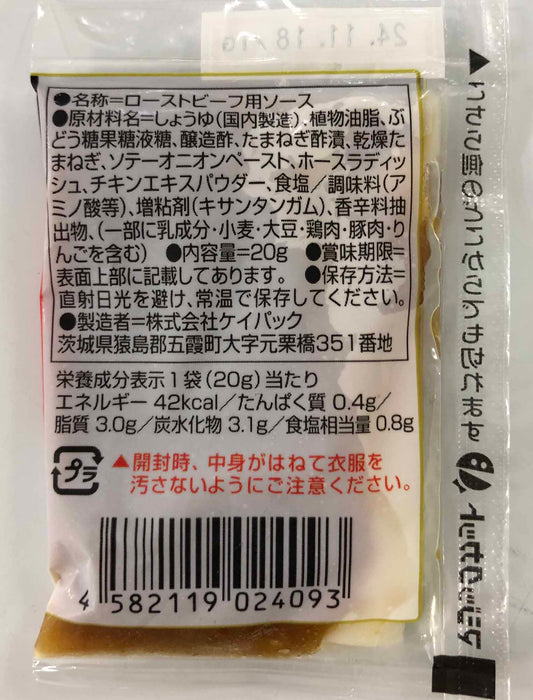 24.11.18/1G
●名称=ローストビーフ用ソース
●原材料名=しょうゆ(国内製造)、植物油脂、ぶ
どう糖果糖液糖、醸造酢、たまねぎ酢漬、乾燥た
まねぎ、ソテーオニオンペースト、ホースラディッ
シュ、チキンエキスパウダー、食塩/調味料(ア
ミノ酸等)、増粘剤(キサンタンガム)、香辛料抽
出物、(一部に乳成分・小麦・大豆・鶏肉・豚肉・り
んごを含む) ●内容量=20g ●賞味期限=
表面上部に記載してあります。 ●保存方法=
直射日光を避け、常温で保存してください。
●製造者=株式会社ケイパック
茨城県猿島郡五霞町大字元栗橋351番地
栄養成分表示1袋(20g)当たり
エネルギー 42kcal/たんぱく質 0.4g/
脂質 3.0g/炭水化物 3.1g/食塩相当量 0.8g
プラ
▲開封時、中身がはねて衣服を
汚さないようにご注意ください。
4 582119 024093
▲こちら側のどこからでも切れます
マジックカット